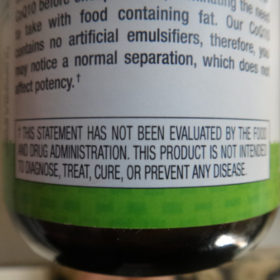 to take with food containing fat. Our CoQ10
contains no artificial emulsifiers, therefore, you
may notice a normal separation, which does not
affect potency.†
† THIS STATEMENT HAS NOT BEEN EVALUATED BY THE FOOD
AND DRUG ADMINISTRATION. THIS PRODUCT IS NOT INTENDED
TO DIAGNOSE, TREAT, CURE, OR PREVENT ANY DISEASE.